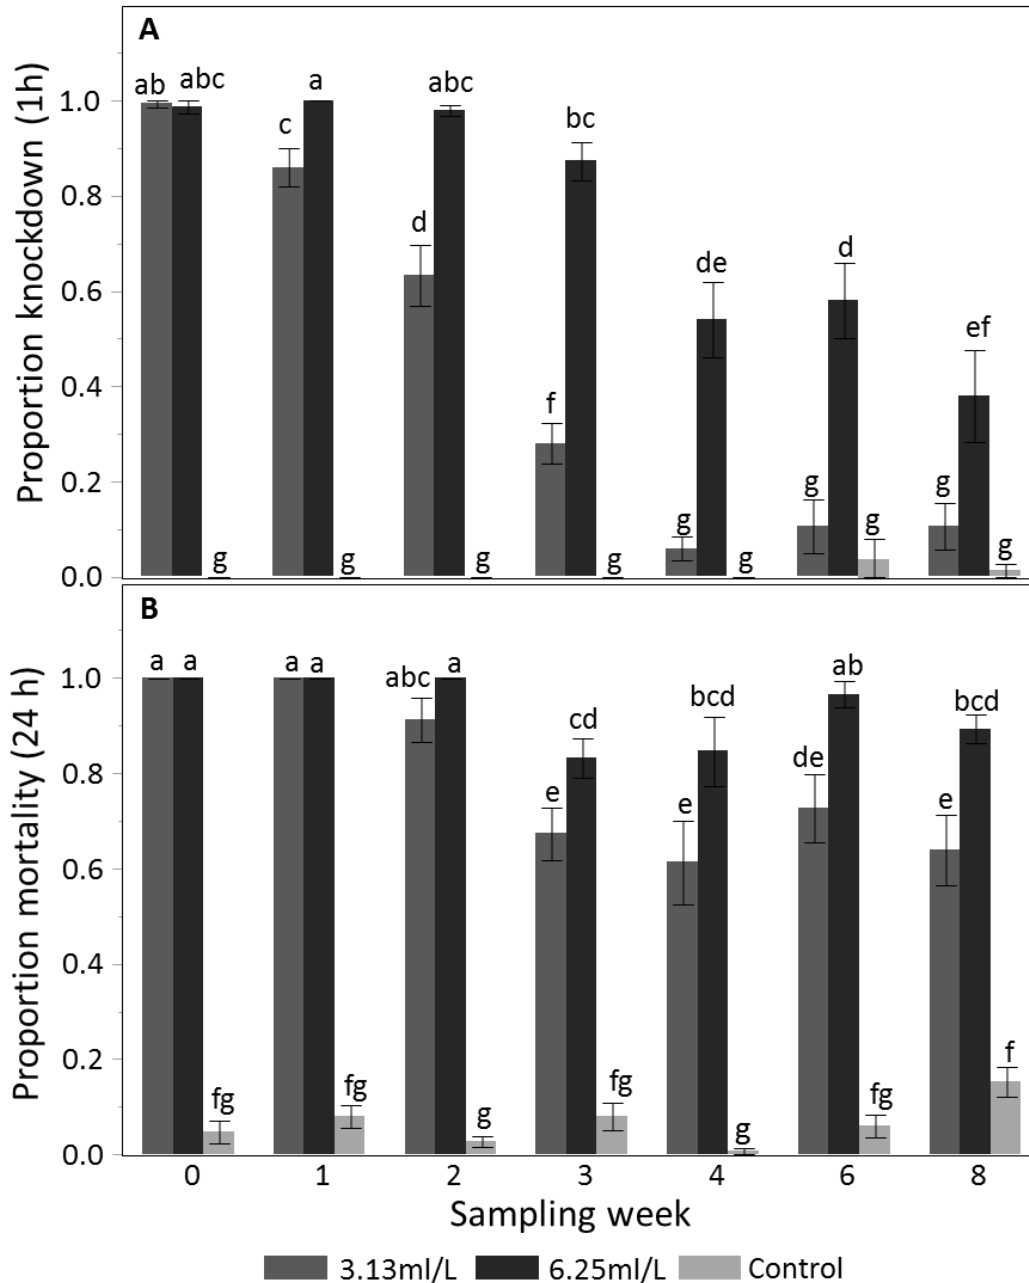 A
Proportion knockdown (1h)
1.0
0.8
0.6
0.4
0.2
0.0
ab abc g
c a g
d abc g
f bc g
g de g
g d g
g ef g
B
Proportion mortality (24 h)
1.0
0.8
0.6
0.4
0.2
0.0
a a fg
a a fg
abc a g
e cd fg
e bcd g
de ab fg
e bcd f
0 1 2 3 4 6 8
Sampling week
3.13ml/L 6.25ml/L Control